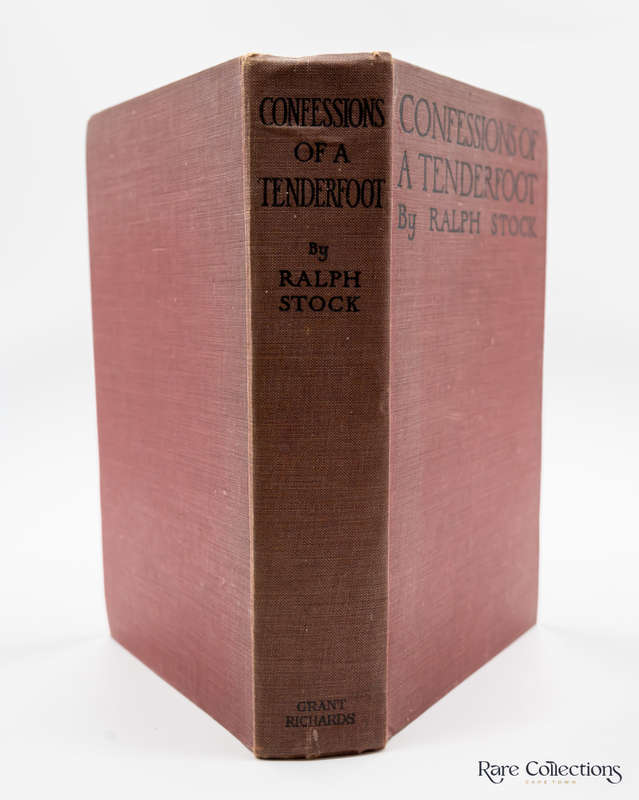 CONFESSIONS
OF A
TENDERFOOT
By
RALPH
STOCK
GRANT
RICHARDS
CONFESSIONS OF
A TENDERFOOT
By RALPH STOCK
Rare Collections
CAPE TOWN